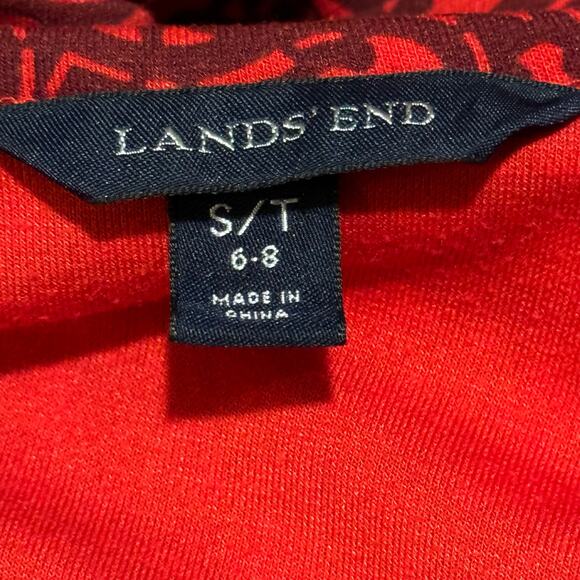 LANDS' END
S/T
6-8
MADE IN
CHINA